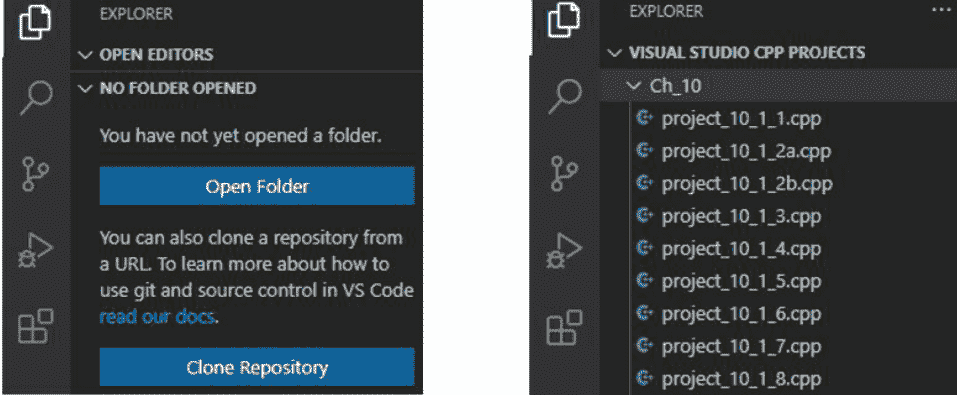 EXPLORER
OPEN EDITORS
NO FOLDER OPENED
You have not yet opened a folder.
Open Folder
You can also clone a repository from
a URL. To learn more about how to
use git and source control in VS Code
read our docs.
Clone Repository
EXPLORER
VISUAL STUDIO CPP PROJECTS
Ch_10
project_10_1_1.cpp
project_10_1_2a.cpp
project_10_1_2b.cpp
project_10_1_3.cpp
project_10_1_4.cpp
project_10_1_5.cpp
project_10_1_6.cpp
project_10_1_7.cpp
project_10_1_8.cpp